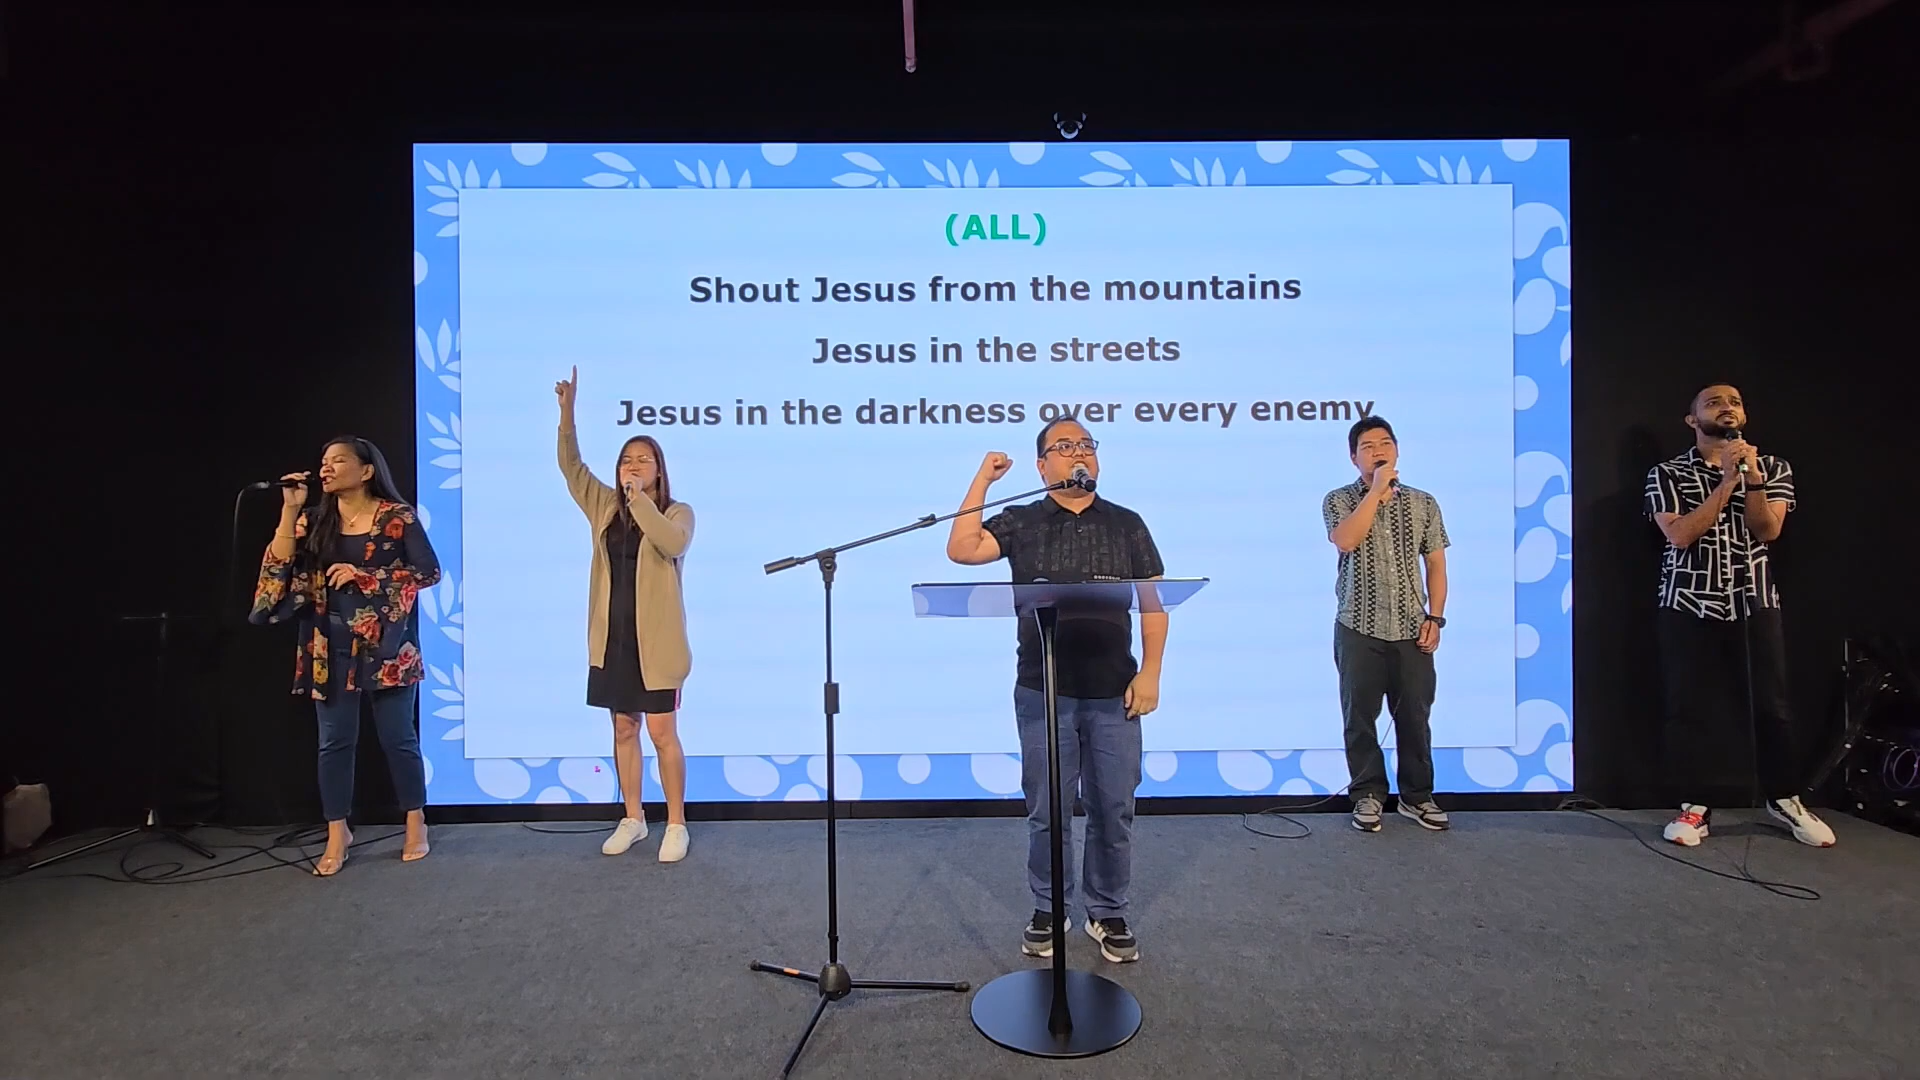 (ALL)
Shout Jesus from the mountains
Jesus in the streets
Jesus in the darkness over every enemy